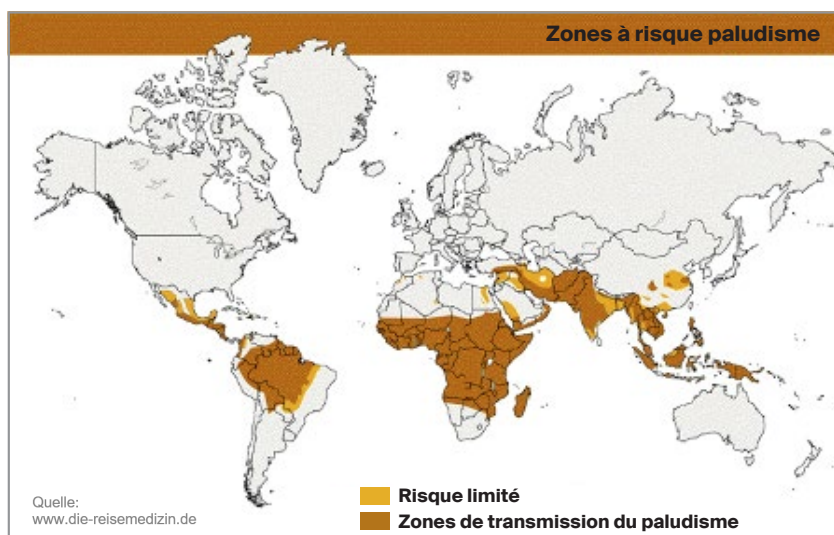 Zones à risque paludisme
Quelle:
www.die-reisemedizin.de
Risque limité
Zones de transmission du paludisme